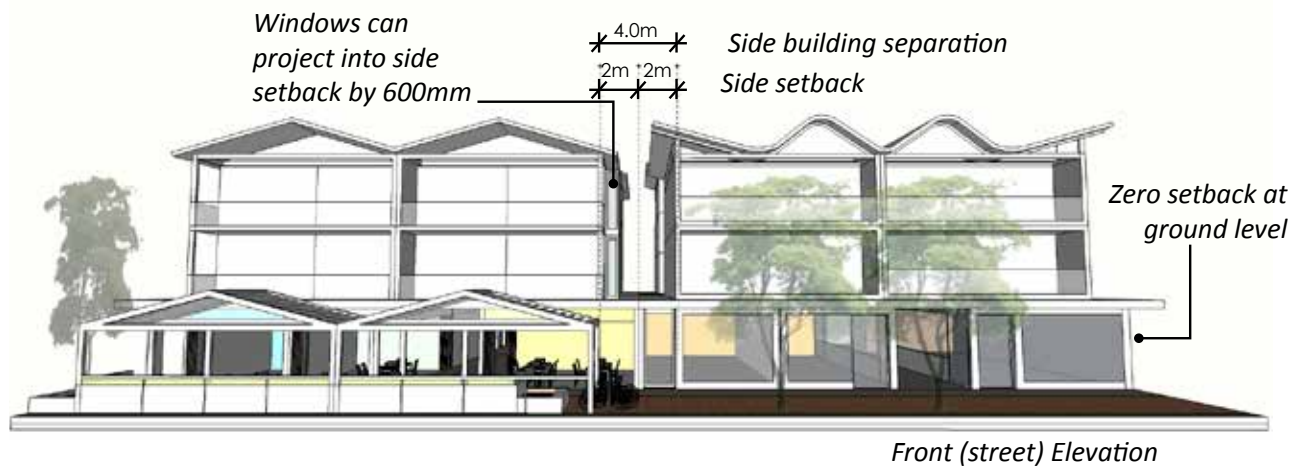 Windows can
project into side
setback by 600mm
4.0m
Side building separation
2m 2m
Side setback
Zero setback at
ground level
Front (street) Elevation